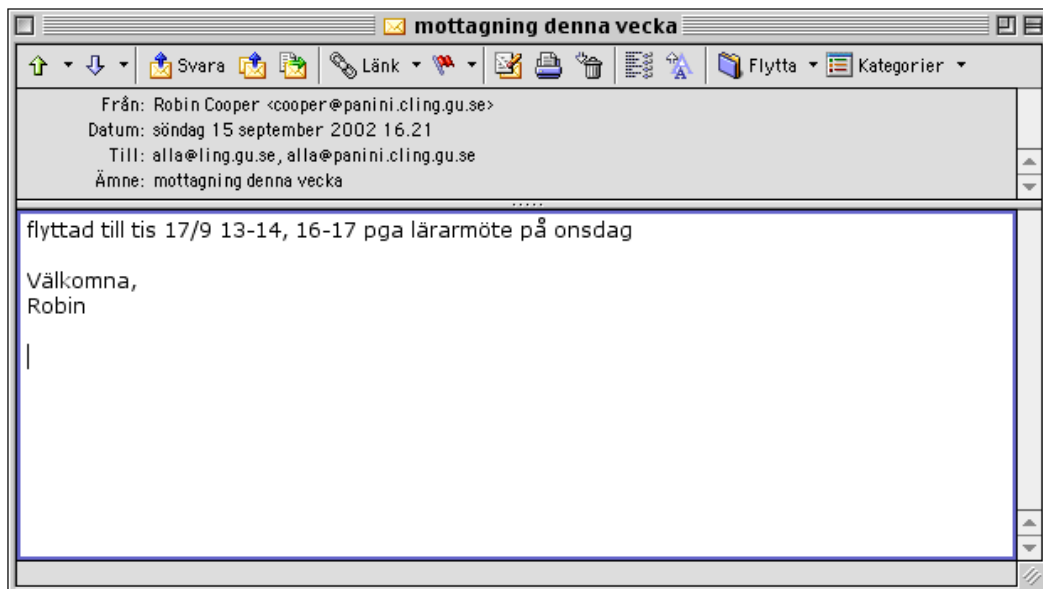 mottagning denna vecka
Svara Länk Flytta Kategorier
Från: Robin Cooper <cooper@panini.cling.gu.se>
Datum: söndag 15 september 2002 16.21
Till: alla@ling.gu.se, alla@panini.cling.gu.se
Ämne: mottagning denna vecka
flyttad till tis 17/9 13-14, 16-17 pga lärarmöte på onsdag
Välkomna,
Robin